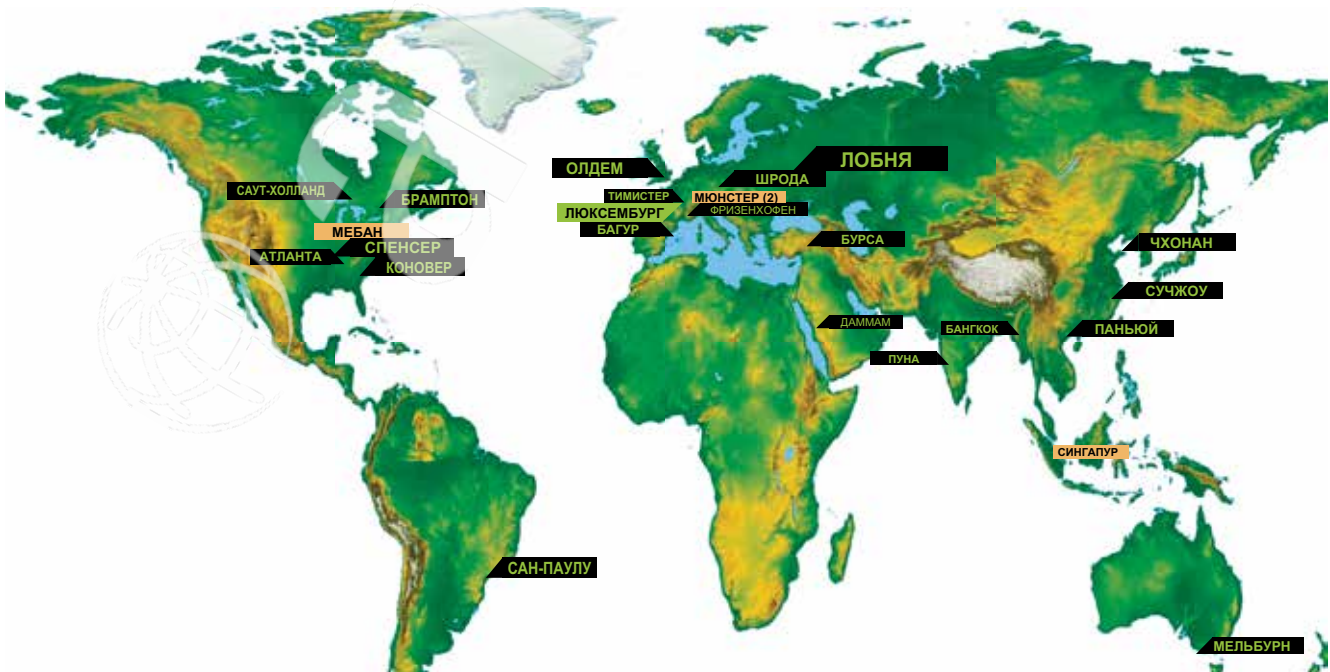 ЛОБНЯ
ОЛДЕМ
ШРОДА
САУТ-ХОЛЛАНД
БРАМПТОН
ТИМИСТЕР
МЮНСТЕР (2)
ЛЮКСЕМБУРГ
ФРИЗЕНХОФЕН
МЕБАН
БАГУР
БУРСА
ЧХОНАН
СПЕНСЕР
АТЛАНТА
КОНОВЕР
СУЧЖОУ
ДАММАМ
БАНГКОК
ПАНЬЮЙ
ПУНА
СИНГАПУР
САН-ПАУЛУ
МЕЛЬБУРН